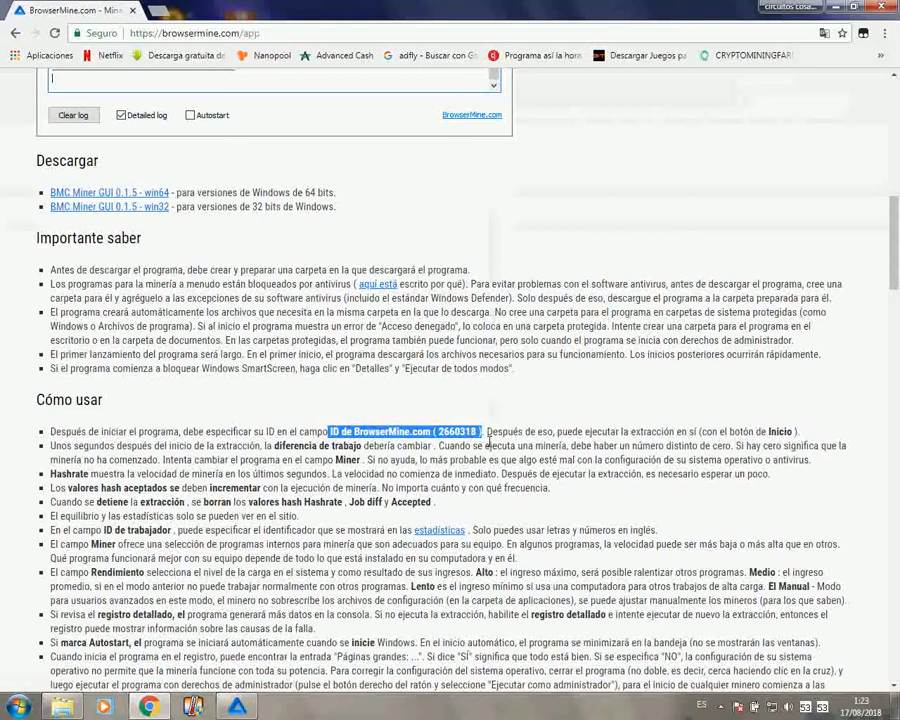 BrowserMine.com - Mine
circuitos cosa...
Seguro
https://browsermine.com/app
Aplicaciones
Netflix
Descarga gratuita de
Nanopool
Advanced Cash
adfly - Buscar con Go
Programa así la hora
Descargar Juegos pa
CRYPTOMININGFAR
Clear log
Detailed log
Autostart
BrowserMine.com
Descargar
BMC Miner GUI 0.1.5 - win64 - para versiones de Windows de 64 bits.
BMC Miner GUI 0.1.5 - win32 - para versiones de 32 bits de Windows.
Importante saber
Antes de descargar el programa, debe crear y preparar una carpeta en la que descargará el programa.
Los programas para la minería a menudo están bloqueados por antivirus ( aquí está escrito por qué). Para evitar problemas con el software antivirus, antes de descargar el programa, cree una
carpeta para él y agréguelo a las excepciones de su software antivirus (incluido el estándar Windows Defender). Solo después de eso, descargue el programa a la carpeta preparada para él.
El programa creará automáticamente los archivos que necesita en la misma carpeta en la que lo descarga. No cree una carpeta para el programa en carpetas de sistema protegidas (como
Windows o Archivos de programa). Si al inicio el programa muestra un error de "Acceso denegado", lo coloca en una carpeta protegida. Intente crear una carpeta para el programa en el
escritorio o en la carpeta de documentos. En las carpetas protegidas, el programa también puede funcionar, pero solo cuando el programa se inicia con derechos de administrador.
El primer lanzamiento del programa será largo. En el primer inicio, el programa descargará los archivos necesarios para su funcionamiento. Los inicios posteriores ocurrirán rápidamente.
Si el programa comienza a bloquear Windows SmartScreen, haga clic en "Detalles" y "Ejecutar de todos modos".
Cómo usar
Después de iniciar el programa, debe especificar su ID en el campo ID de BrowserMine.com ( 2660318 ). Después de eso, puede ejecutar la extracción en sí (con el botón de Inicio ).
Unos segundos después del inicio de la extracción, la diferencia de trabajo debería cambiar . Cuando se ejecuta una minería, debe haber un número distinto de cero. Si hay cero significa que la
minería no ha comenzado. Intenta cambiar el programa en el campo Miner . Si no ayuda, lo más probable es que algo esté mal con la configuración de su sistema operativo o antivirus.
Hashrate muestra la velocidad de minería en los últimos segundos. La velocidad no comienza de inmediato. Después de ejecutar la extracción, es necesario esperar un poco.
Los valores hash aceptados se deben incrementar con la ejecución de minería. No importa cuánto y con qué frecuencia.
Cuando se detiene la extracción , se borran los valores hash Hashrate , Job diff y Accepted .
El equilibrio y las estadísticas solo se pueden ver en el sitio.
En el campo ID de trabajador , puede especificar el identificador que se mostrará en las estadísticas . Solo puedes usar letras y números en inglés.
El campo Miner ofrece una selección de programas internos para minería que son adecuados para su equipo. En algunos programas, la velocidad puede ser más baja o más alta que en otros.
Qué programa funcionará mejor con su equipo depende de todo lo que está instalado en su computadora y en él.
El campo Rendimiento selecciona el nivel de la carga en el sistema y como resultado de sus ingresos. Alto : el ingreso máximo, será posible ralentizar otros programas. Medio : el ingreso
promedio, si en el modo anterior no puede trabajar normalmente con otros programas. Lento es el ingreso mínimo si usa una computadora para otros trabajos de alta carga. El Manual - Modo
para usuarios avanzados en este modo, el minero no sobrescribe los archivos de configuración (en la carpeta de aplicaciones), se puede ajustar manualmente los mineros (para los que saben).
Si revisa el registro detallado, el programa generará más datos en la consola. Si no ejecuta la extracción, habilite el registro detallado e intente ejecutar de nuevo la extracción, entonces el
registro puede mostrar información sobre las causas de la falla.
Si marca Autostart, el programa se iniciará automáticamente cuando se inicie Windows. En el inicio automático, el programa se minimizará en la bandeja (no se mostrarán las ventanas).
Cuando inicia el programa en el registro, puede encontrar la entrada "Páginas grandes: ...". Si dice "SÍ" significa que todo está bien. Si se especifica "NO", la configuración de su sistema
operativo no permite que la minería funcione con toda su potencia. Para corregir la configuración del sistema operativo, cerrar el programa (no doble, es decir, cerca haciendo clic en la cruz), y
luego ejecutar el programa con derechos de administrador (pulse el botón derecho del ratón y seleccione "Ejecutar como administrador"), para el inicio de cualquier minero comienza a las
ES
53
53
1:23
17/08/2018